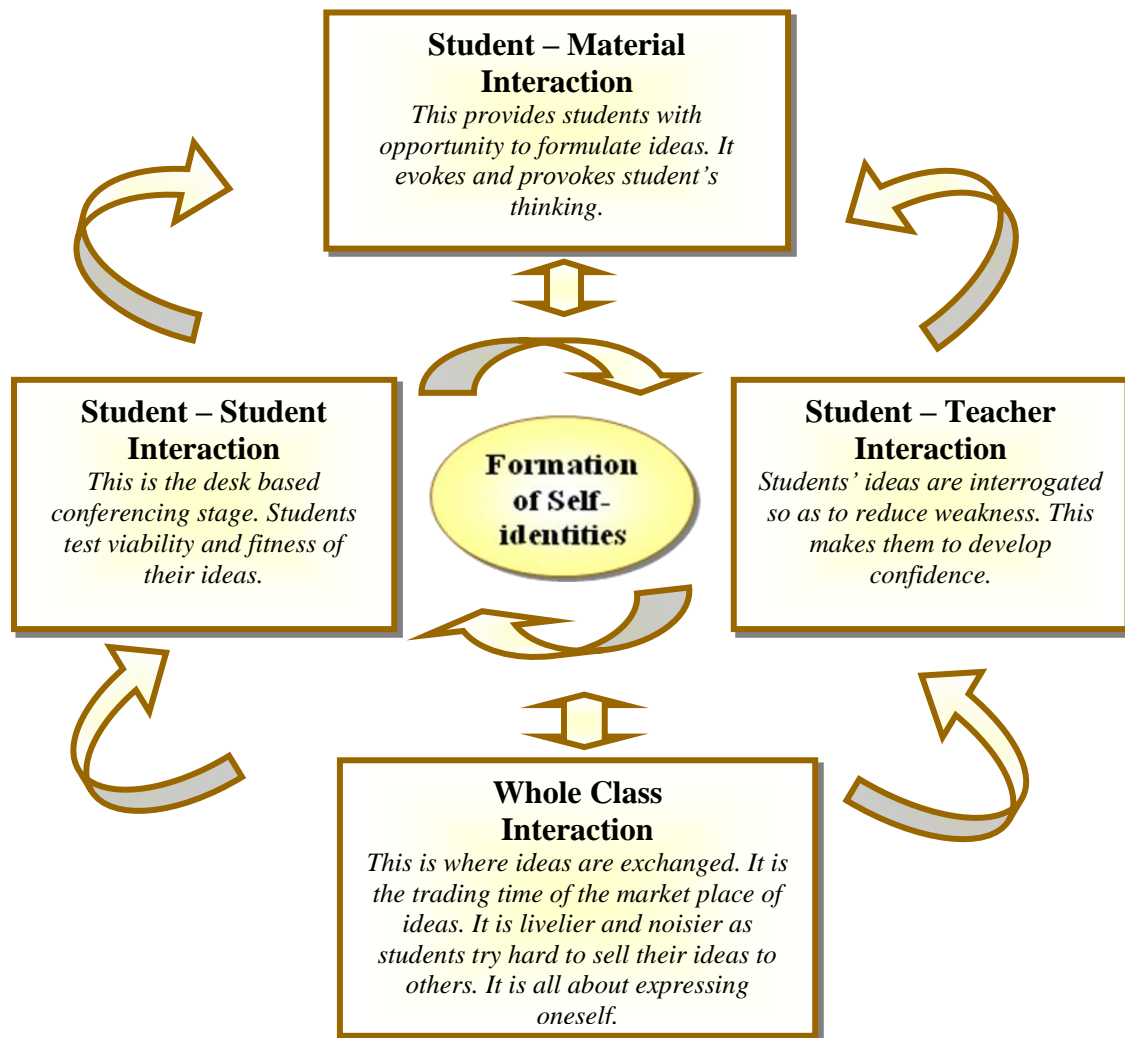 Student – Material
Interaction
This provides students with
opportunity to formulate ideas. It
evokes and provokes student’s
thinking.
Student – Student
Interaction
This is the desk based
conferencing stage. Students
test viability and fitness of
their ideas.
Formation
of Self-
identities
Student – Teacher
Interaction
Students’ ideas are interrogated
so as to reduce weakness. This
makes them to develop
confidence.
Whole Class
Interaction
This is where ideas are exchanged. It is
the trading time of the market place of
ideas. It is livelier and noisier as
students try hard to sell their ideas to
others. It is all about expressing
oneself.